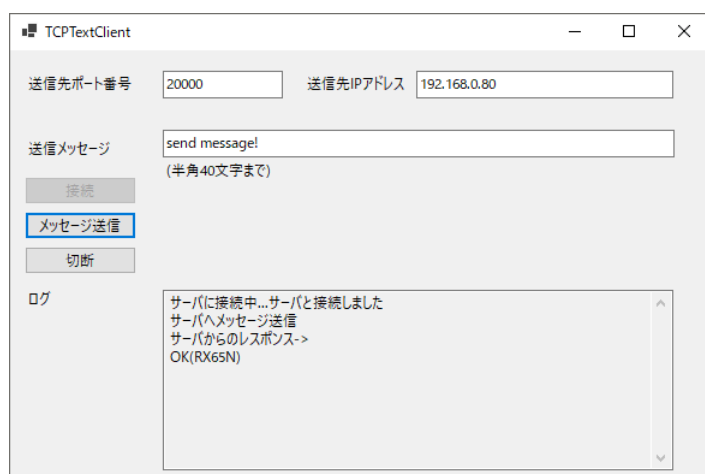 TCPTextClient
送信先ポート番号 20000 送信先IPアドレス 192.168.0.80
送信メッセージ send message!
(半角40文字まで)
接続
メッセージ送信
切断
ログ サーバに接続中...サーバと接続しました
サーバへメッセージ送信
サーバからのレスポンス->
OK(RX65N)